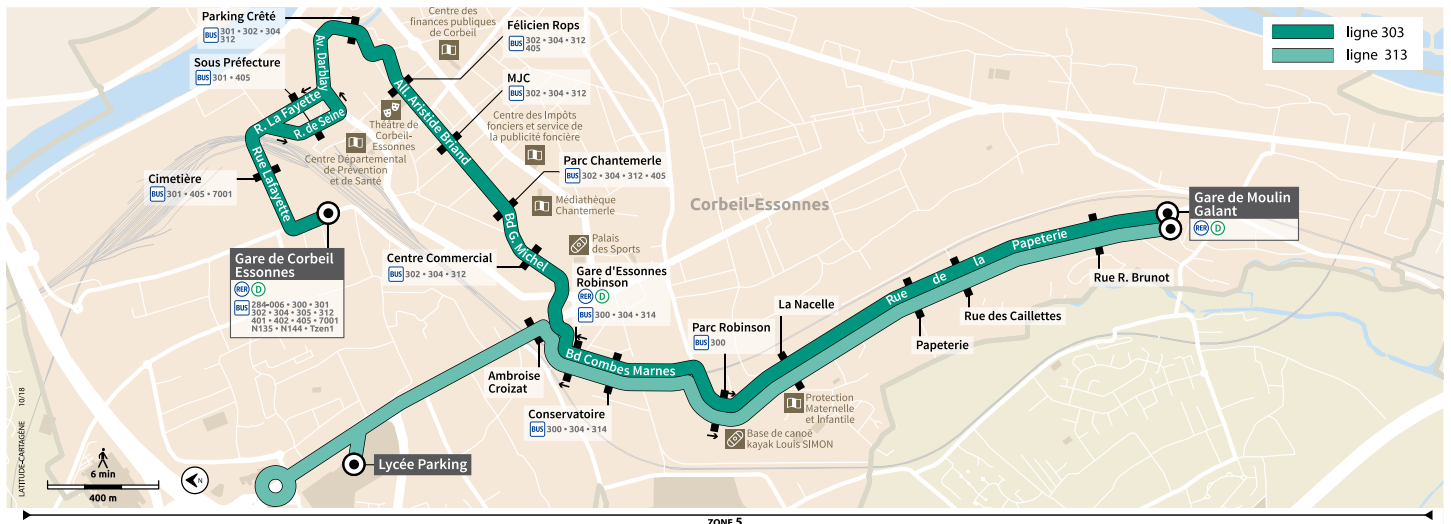 ligne 303
ligne 313
Parking Crêté
BUS 301 • 302 • 304
312
Sous Préfecture
BUS 301 • 405
Centre des
finances publiques
de Corbeil
Félicien Rops
BUS 302 • 304 • 312
405
MJC
BUS 302 • 304 • 312
Av. Darblay
R. La Fayette
R. de Seine
All. Aristide Briand
Théâtre de
Corbeil-
Essonnes
Centre des Impôts
fonciers et service de
la publicité foncière
Centre Départemental
de Prévention
et de Santé
Parc Chantemerle
BUS 302 • 304 • 312 • 405
Cimetière
BUS 301 • 405 • 7001
Rue Lafayette
Médiathèque
Chantemerle
Corbeil-Essonnes
Gare de Moulin
Galant
RER D
Bd G. Michel
Palais
des Sports
Gare de Corbeil
Essonnes
RER D
BUS 284-006 • 300 • 301
302 • 304 • 305 • 312
401 • 402 • 405 • 7001
N135 • N144 • Tzen1
Centre Commercial
BUS 302 • 304 • 312
Gare d'Essonnes
Robinson
RER D
BUS 300 • 304 • 314
Rue de la Papeterie
Rue R. Brunot
Rue des Caillettes
Papeterie
La Nacelle
Parc Robinson
BUS 300
Bd Combes Marnes
Ambroise
Croizat
Conservatoire
BUS 300 • 304 • 314
Protection
Maternelle
et Infantile
Base de canoë
kayak Louis SIMON
Lycée Parking
LATITUDE-CARTAGÈNE 10/18
6 min
400 m
N
ZONE 5